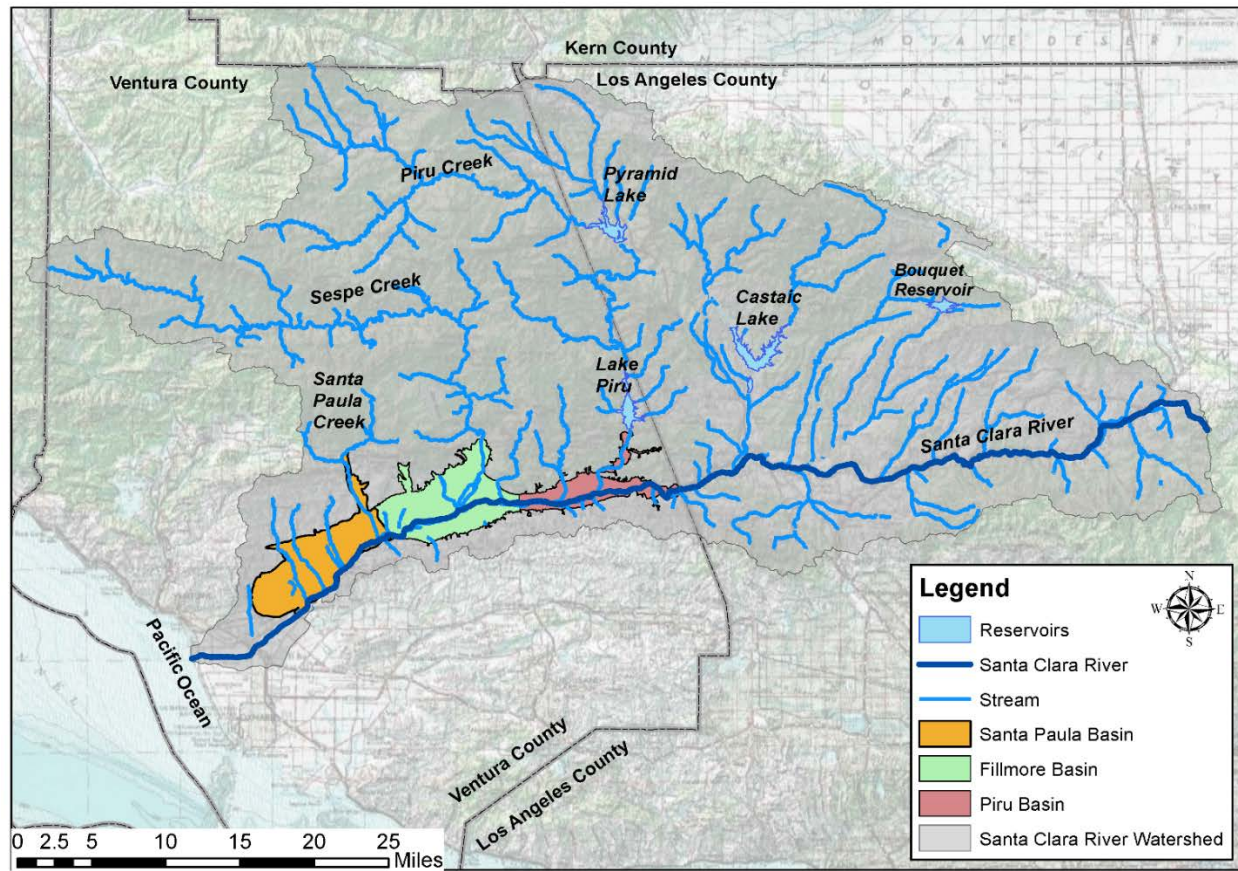 Kern County
Ventura County
Los Angeles County
MOJAVE DESERT
Piru Creek
Pyramid
Lake
Sespe Creek
Bouquet
Reservoir
Castaic
Lake
Santa
Paula
Creek
Lake
Piru
Santa Clara River
Pacific Ocean
Ventura County
Los Angeles County
Legend
N
W
E
S
Reservoirs
Santa Clara River
Stream
Santa Paula Basin
Fillmore Basin
Piru Basin
Santa Clara River Watershed
0 2.5 5 10 15 20 25
Miles